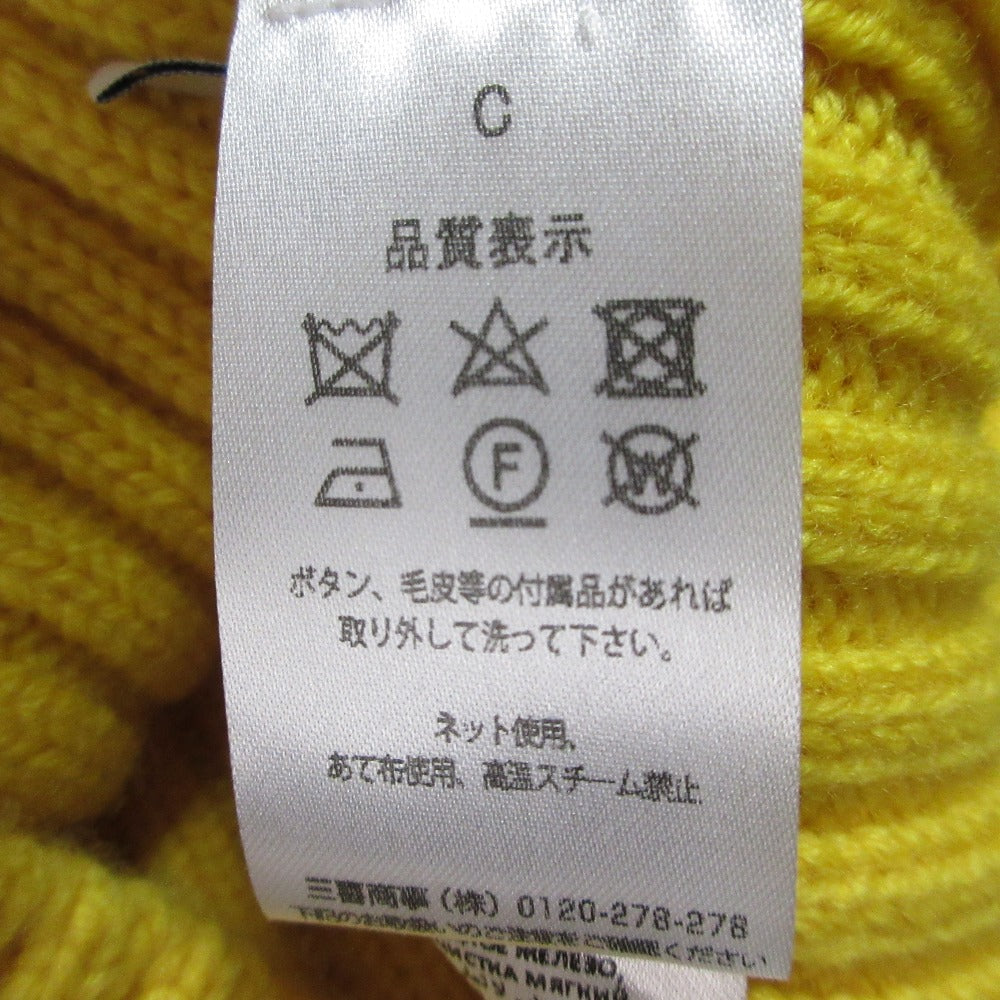 C
品質表示
F
W
ボタン、毛皮等の付属品があれば
取り外して洗って下さい。
ネット使用、
あて布使用、高温スチーム禁止
三喜商事（株）0120-278-278
ЖЕЛЕЗО,
МЯГКИЙ